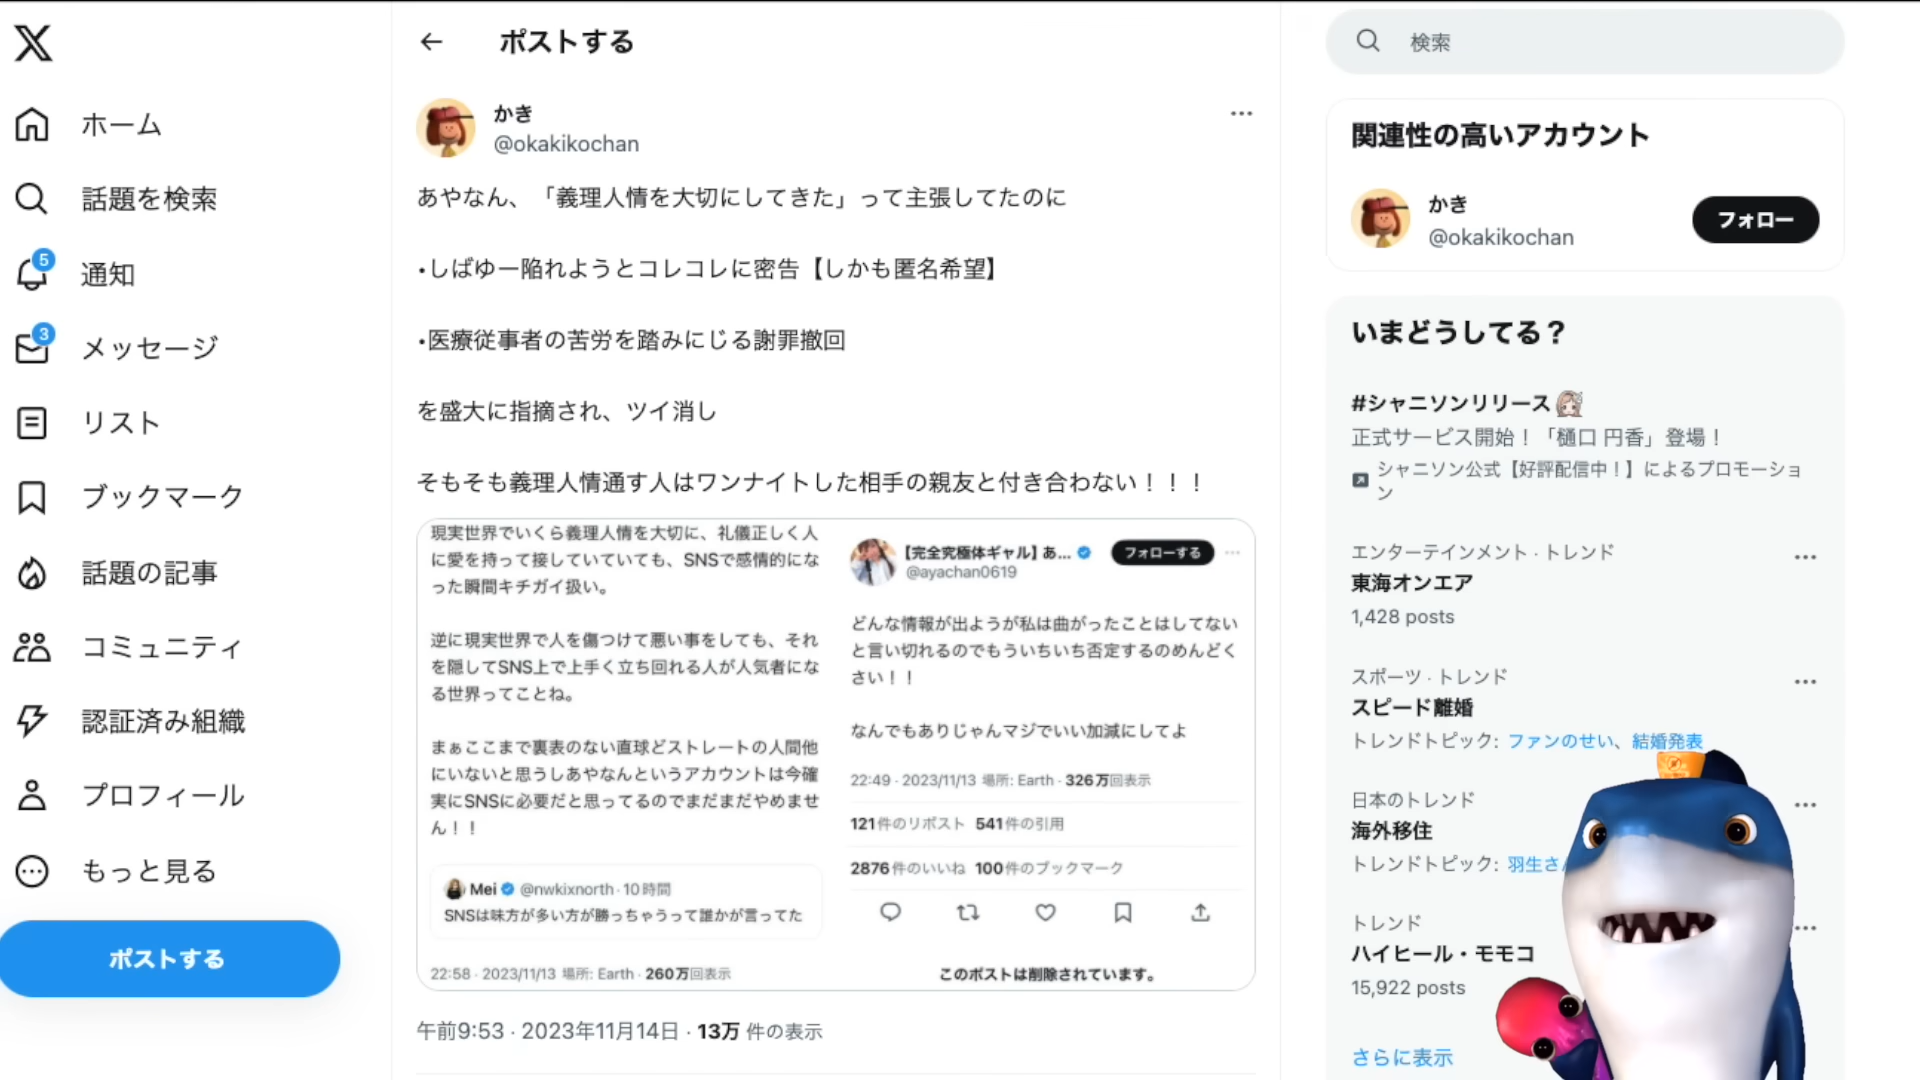 ホーム
話題を検索
5
通知
3
メッセージ
リスト
ブックマーク
話題の記事
コミュニティ
認証済み組織
プロフィール
もっと見る
ポストする
ポストする
かき
@okakikochan
あやなん、「義理人情を大切にしてきた」って主張してたのに
•しばゆー陥れようとコレコレに密告【しかも匿名希望】
•医療従事者の苦労を踏みにじる謝罪撤回
を盛大に指摘され、ツイ消し
そもそも義理人情通す人はワンナイトした相手の親友と付き合わない！！！
現実世界でいくら義理人情を大切に、礼儀正しく人
に愛を持って接していていても、SNSで感情的にな
った瞬間キチガイ扱い。
逆に現実世界で人を傷つけて悪い事をしても、それ
を隠してSNS上で上手く立ち回れる人が人気者にな
る世界ってことね。
まぁここまで裏表のない直球どストレートの人間他
にいないと思うしあやなんというアカウントは今確
実にSNSに必要だと思ってるのでまだまだやめませ
ん！！
Mei @nwkixnorth · 10時間
SNSは味方が多い方が勝っちゃうって誰かが言ってた
22:58 · 2023/11/13 場所: Earth · 260万回表示
【完全究極体ギャル】あ...
フォローする
@ayachan0619
どんな情報が出ようが私は曲がったことはしてない
と言い切れるのでもういちいち否定するのめんどく
さい！！
なんでもありじゃんマジでいい加減にしてよ
22:49 · 2023/11/13 場所: Earth · 326万回表示
121件のリポスト 541件の引用
2876件のいいね 100件のブックマーク
このポストは削除されています。
午前9:53 · 2023年11月14日 · 13万 件の表示
検索
関連性の高いアカウント
かき
@okakikochan
フォロー
いまどうしてる？
#シャニソンリリース
正式サービス開始！「樋口 円香」登場！
シャニソン公式【好評配信中！】によるプロモーショ
ン
エンターテインメント · トレンド
東海オンエア
1,428 posts
スポーツ · トレンド
スピード離婚
トレンドトピック: ファンのせい、結婚発表
日本のトレンド
海外移住
トレンドトピック: 羽生さ
トレンド
ハイヒール・モモコ
15,922 posts
さらに表示